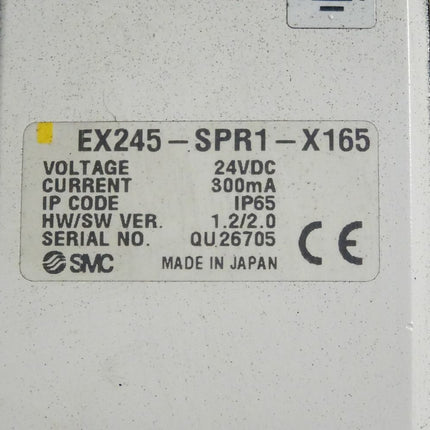 EX245-SPR1-X165
VOLTAGE 24VDC
CURRENT 300mA
IP CODE IP65
HW/SW VER. 1.2/2.0
SERIAL NO. QU26705
SMC MADE IN JAPAN CE